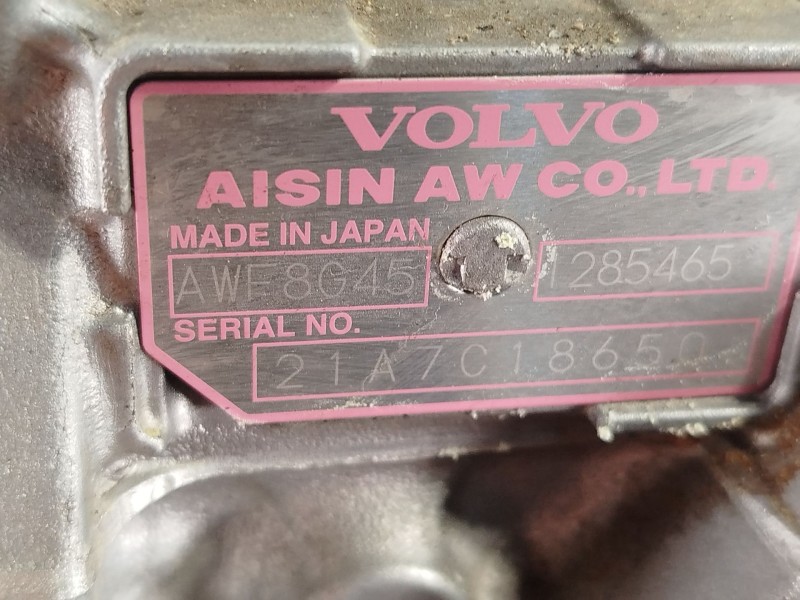 VOLVO
AISIN AW CO., LTD.
MADE IN JAPAN
AWF8G45 1285465
SERIAL NO.
21A7C18650